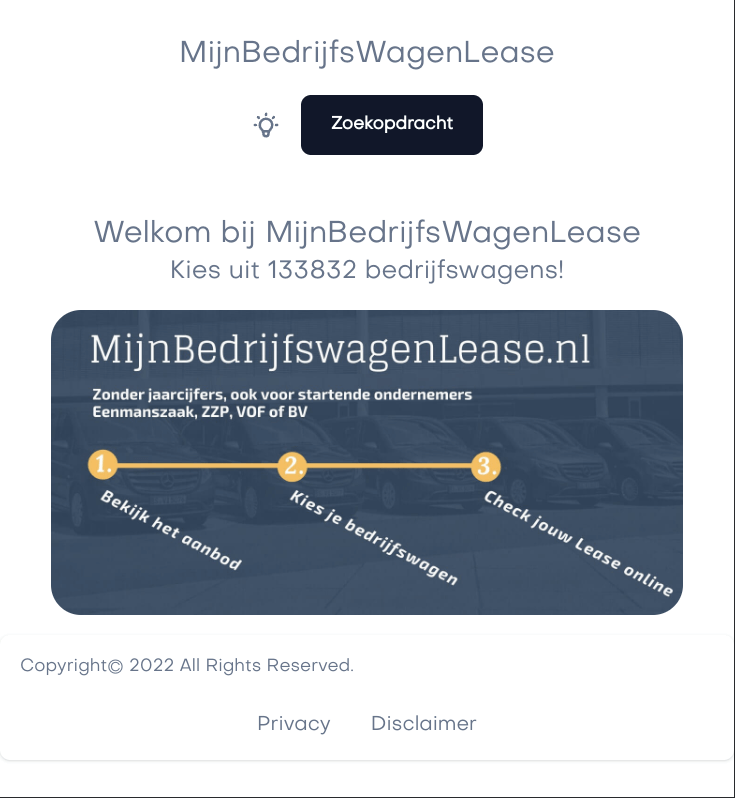 MijnBedrijfsWagenLease
Zoekopdracht
Welkom bij MijnBedrijfsWagenLease
Kies uit 133832 bedrijfswagens!
MijnBedrijfswagenLease.nl
Zonder jaarcijfers, ook voor startende ondernemers
Eenmanszaak, ZZP, VOF of BV
1.
2.
3.
Bekijk het aanbod
Kies je bedrijfswagen
Check jouw Lease online
Copyright© 2022 All Rights Reserved.
Privacy
Disclaimer